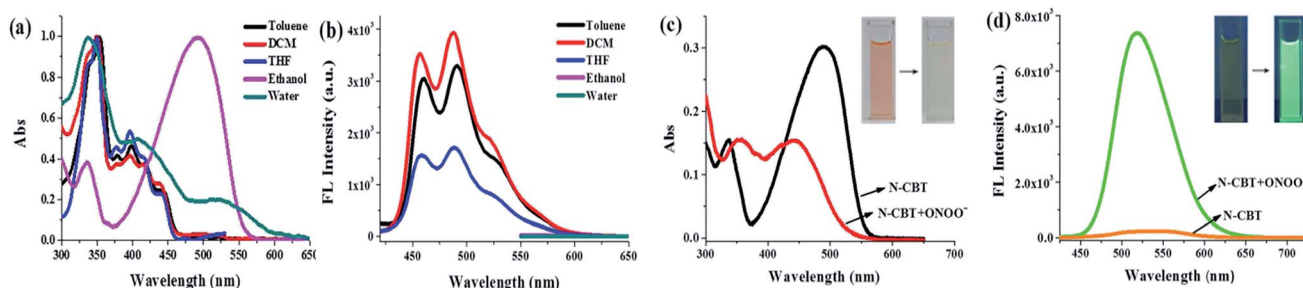 (a)
1.0
0.8
0.6
0.4
0.2
0.0
Abs
300 350 400 450 500 550 600 650
Wavelength (nm)
Toluene
DCM
THF
Ethanol
Water
(b)
4x10³
3x10³
2x10³
1x10³
0
FL Intensity (a.u.)
450 500 550 600 650
Wavelength (nm)
Toluene
DCM
THF
Ethanol
Water
(c)
0.3
0.2
0.1
0.0
Abs
300 400 500 600 700
Wavelength (nm)
N-CBT
N-CBT+ONOO⁻
(d)
8.0x10³
6.0x10³
4.0x10³
2.0x10³
0.0
FL Intensity (a.u.)
450 500 550 600 650 700
Wavelength (nm)
N-CBT+ONOO
N-CBT